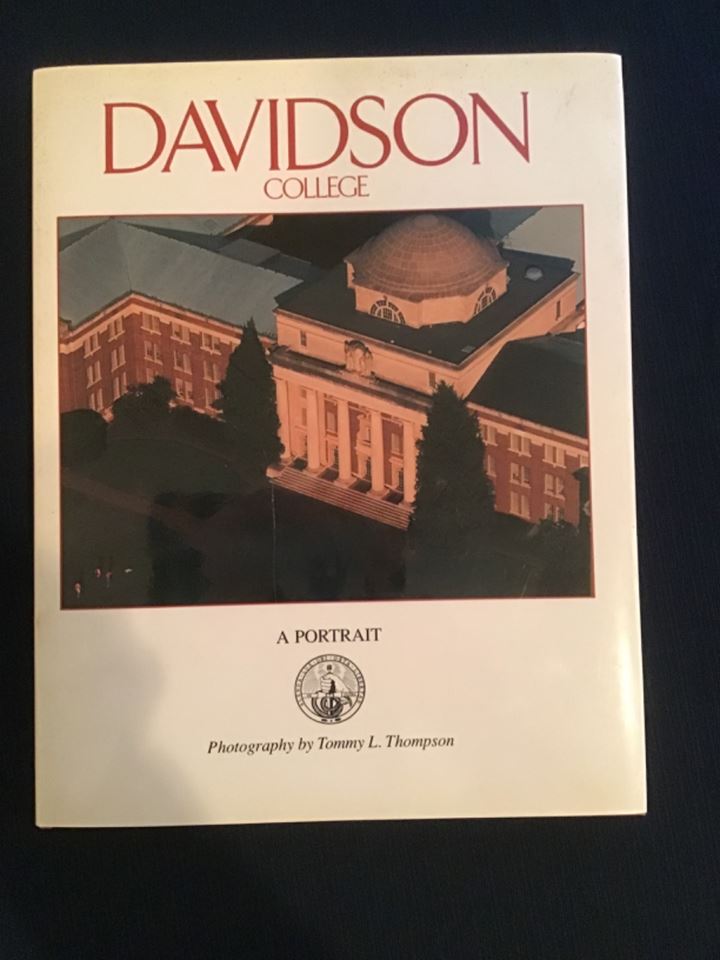 DAVIDSON
COLLEGE
A PORTRAIT
Photography by Tommy L. Thompson